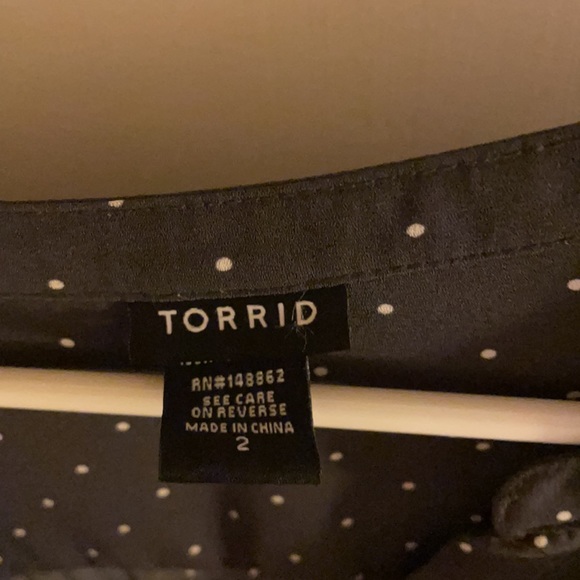 TORRID
RN#148862
SEE CARE
ON REVERSE
MADE IN CHINA
2